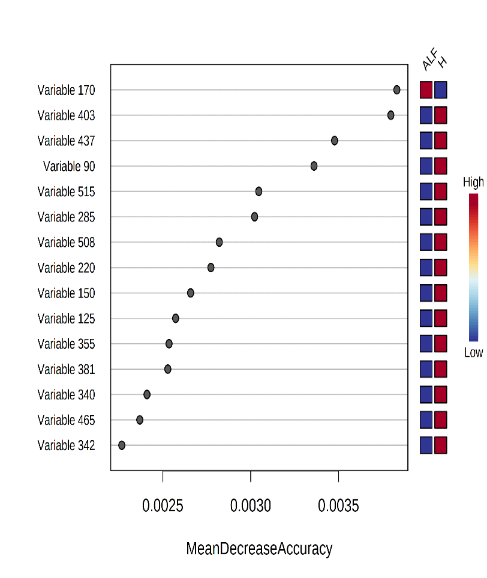 ALF H
Variable 170
Variable 403
Variable 437
Variable 90
Variable 515
Variable 285
Variable 508
Variable 220
Variable 150
Variable 125
Variable 355
Variable 381
Variable 340
Variable 465
Variable 342
High
Low
0.0025 0.0030 0.0035
MeanDecreaseAccuracy